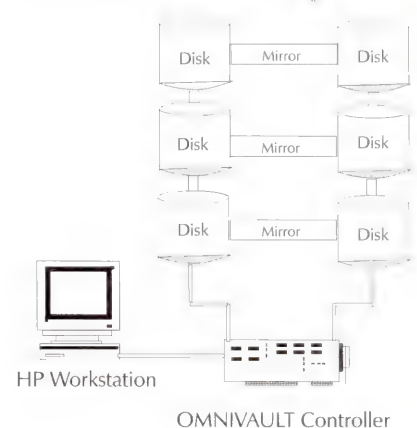 Disk Mirror Disk
Disk Mirror Disk
Disk Mirror Disk
HP Workstation
OMNIVAULT Controller